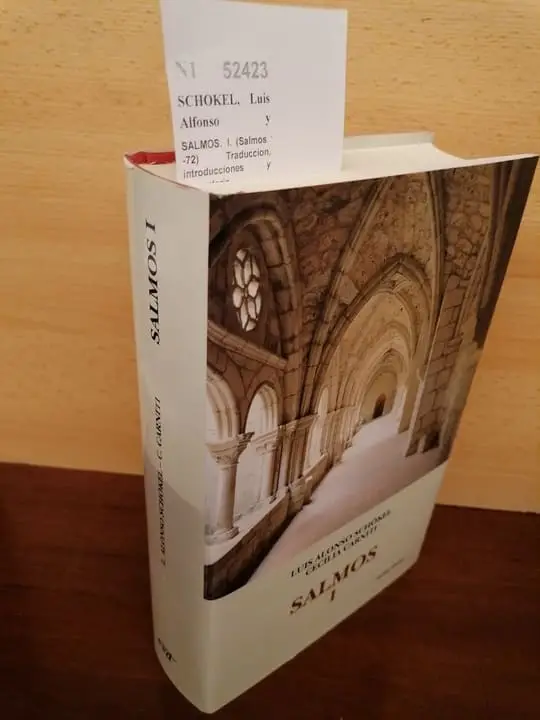 N1 52423
SCHOKEL, Luis
Alfonso y
SALMOS. I. (Salmos
-72) Traduccion,
introducciones y
SALMOS I
L. ALONSO SCHÖKEL – C. CARNITI
LUIS ALONSO SCHÖKEL
CECILIA CARNITI
SALMOS
I